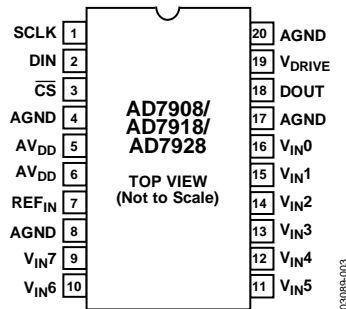 SCLK 1
DIN 2
CS 3
AGND 4
AVDD 5
AVDD 6
REFIN 7
AGND 8
VIN7 9
VIN6 10
AD7908/
AD7918/
AD7928
TOP VIEW
(Not to Scale)
20 AGND
19 VDRIVE
18 DOUT
17 AGND
16 VIN0
15 VIN1
14 VIN2
13 VIN3
12 VIN4
11 VIN5
03089-003